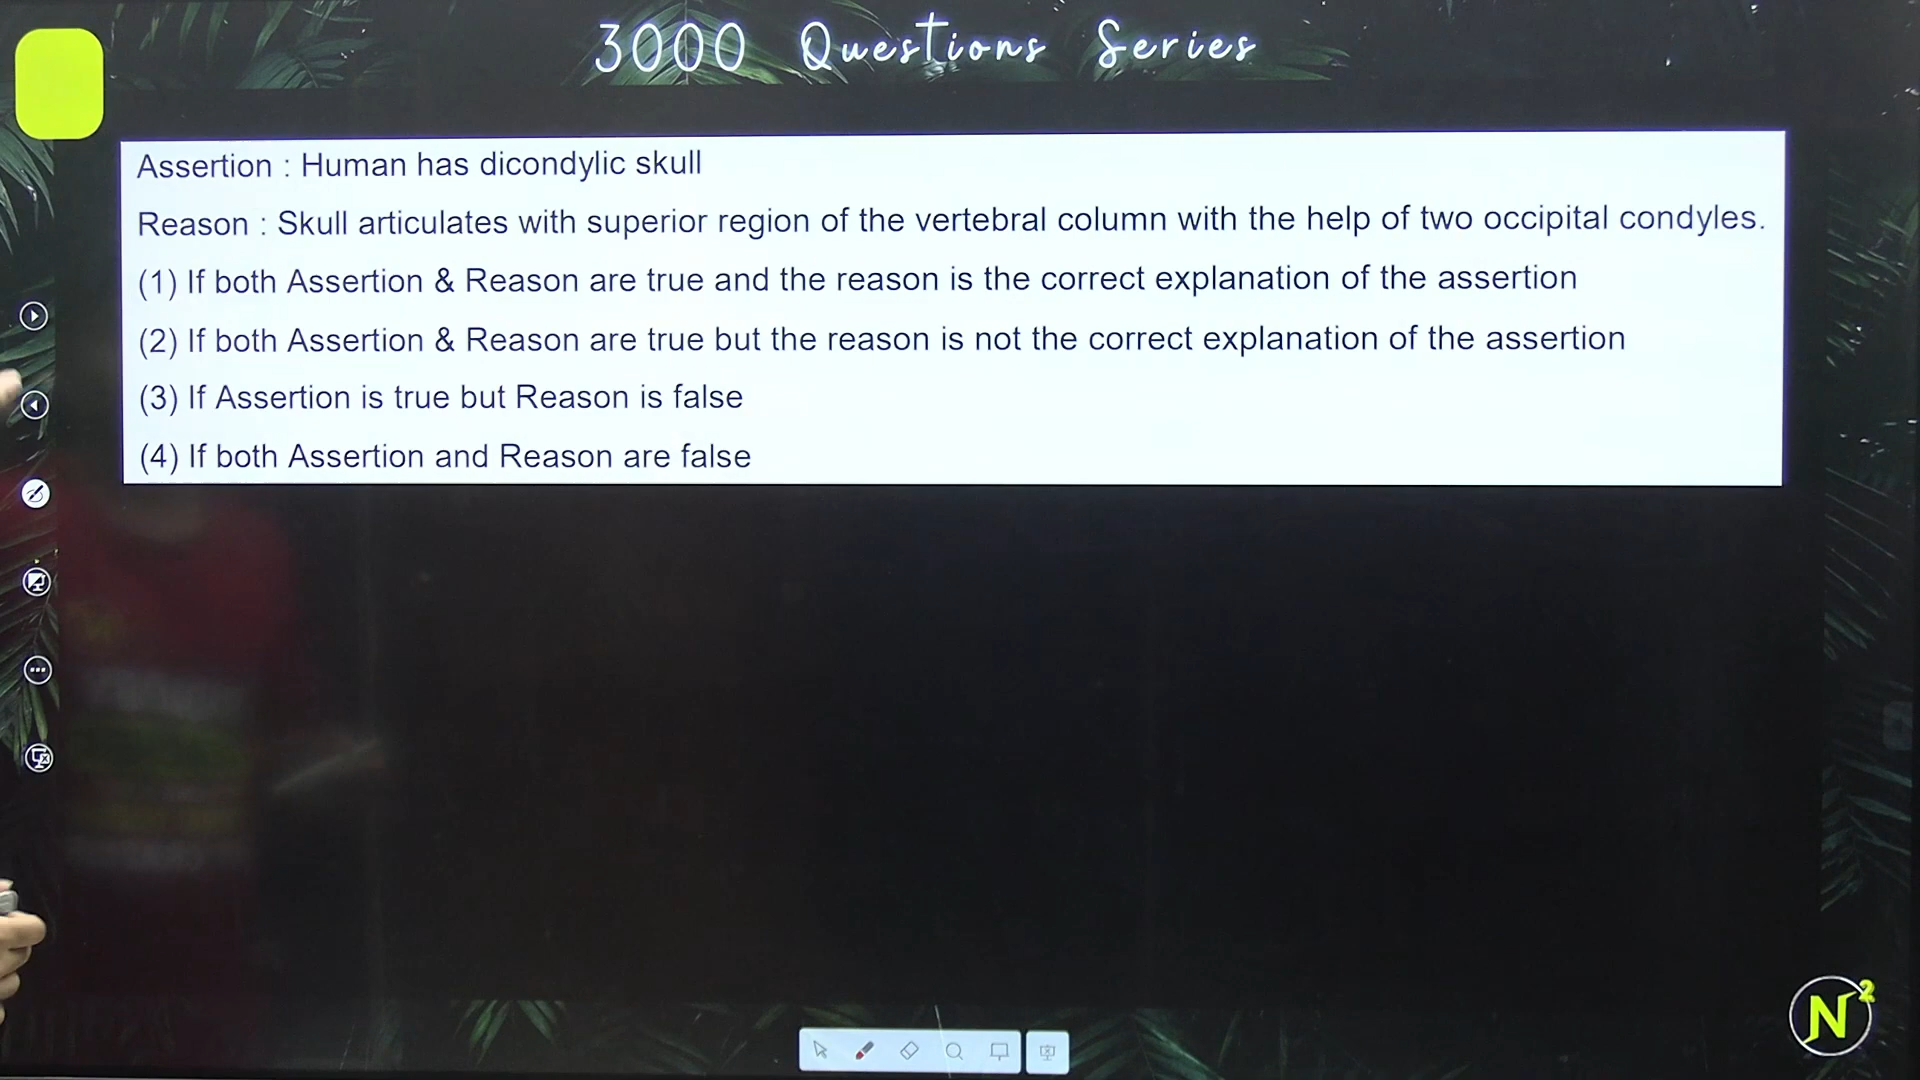 3000 Questions Series
Assertion : Human has dicondylic skull
Reason : Skull articulates with superior region of the vertebral column with the help of two occipital condyles.
(1) If both Assertion & Reason are true and the reason is the correct explanation of the assertion
(2) If both Assertion & Reason are true but the reason is not the correct explanation of the assertion
(3) If Assertion is true but Reason is false
(4) If both Assertion and Reason are false
N2